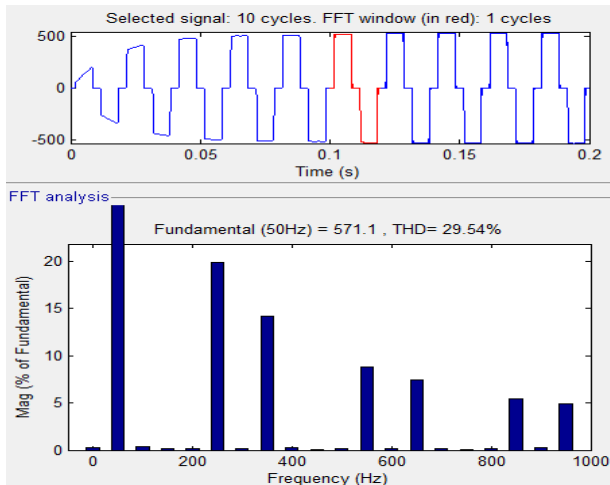 Selected signal: 10 cycles. FFT window (in red): 1 cycles
500
0
-500
0 0.05 0.1 0.15 0.2
Time (s)
FFT analysis
Fundamental (50Hz) = 571.1 , THD= 29.54%
20
15
10
5
0
Mag (% of Fundamental)
0 200 400 600 800 1000
Frequency (Hz)